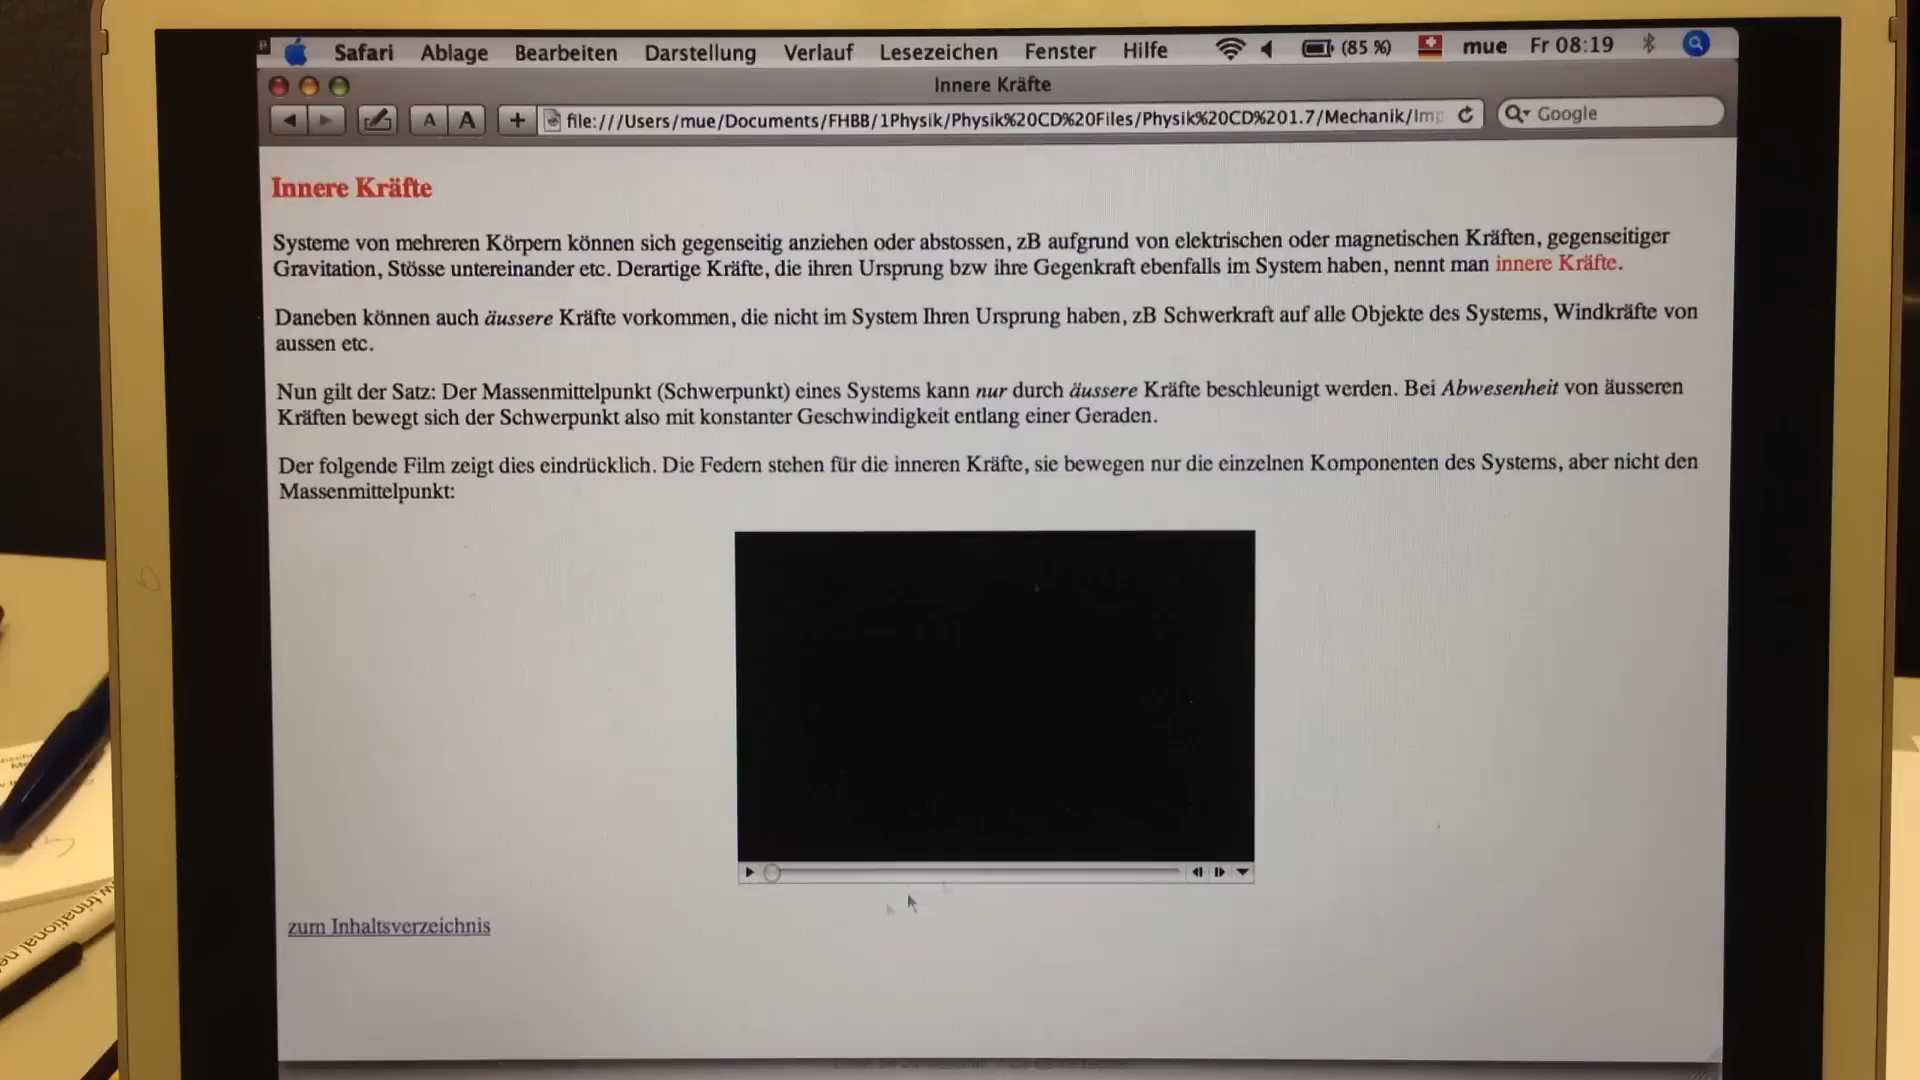 Safari Ablage Bearbeiten Darstellung Verlauf Lesezeichen Fenster Hilfe (85 %) mue Fr 08:19
Innere Kräfte
A A + file:///Users/mue/Documents/FHBB/1Physik/Physik%20CD%20Files/Physik%20CD%201.7/Mechanik/Imp Google
Innere Kräfte
Systeme von mehreren Körpern können sich gegenseitig anziehen oder abstossen, zB aufgrund von elektrischen oder magnetischen Kräften, gegenseitiger
Gravitation, Stösse untereinander etc. Derartige Kräfte, die ihren Ursprung bzw ihre Gegenkraft ebenfalls im System haben, nennt man innere Kräfte.
Daneben können auch äussere Kräfte vorkommen, die nicht im System Ihren Ursprung haben, zB Schwerkraft auf alle Objekte des Systems, Windkräfte von
aussen etc.
Nun gilt der Satz: Der Massenmittelpunkt (Schwerpunkt) eines Systems kann nur durch äussere Kräfte beschleunigt werden. Bei Abwesenheit von äusseren
Kräften bewegt sich der Schwerpunkt also mit konstanter Geschwindigkeit entlang einer Geraden.
Der folgende Film zeigt dies eindrücklich. Die Federn stehen für die inneren Kräfte, sie bewegen nur die einzelnen Komponenten des Systems, aber nicht den
Massenmittelpunkt:
zum Inhaltsverzeichnis